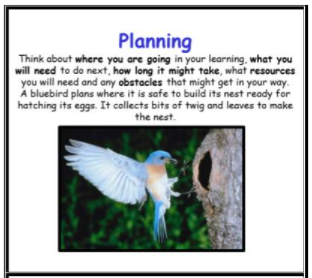 Planning
Think about where you are going in your learning, what you
will need to do next, how long it might take, what resources
you will need and any obstacles that might get in your way.
A bluebird plans where it is safe to build its nest ready for
hatching its eggs. It collects bits of twig and leaves to make
the nest.